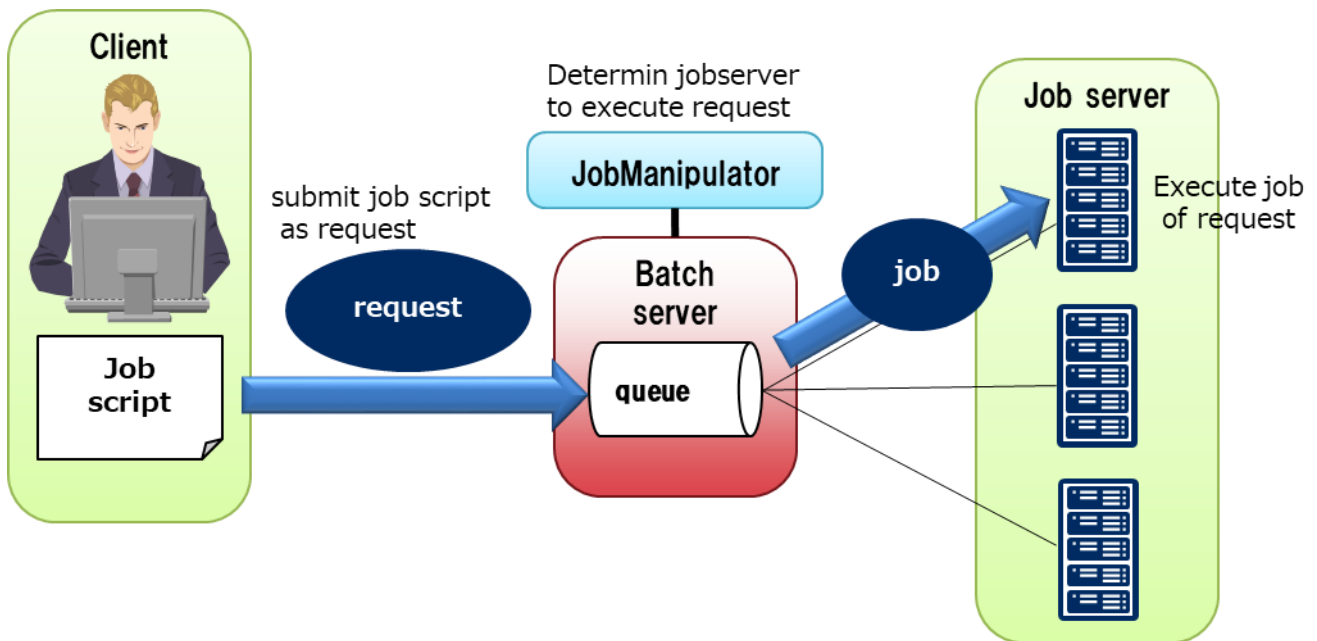 Client
Job
script
submit job script
as request
request
Determin jobserver
to execute request
JobManipulator
Batch
server
queue
job
Job server
Execute job
of request